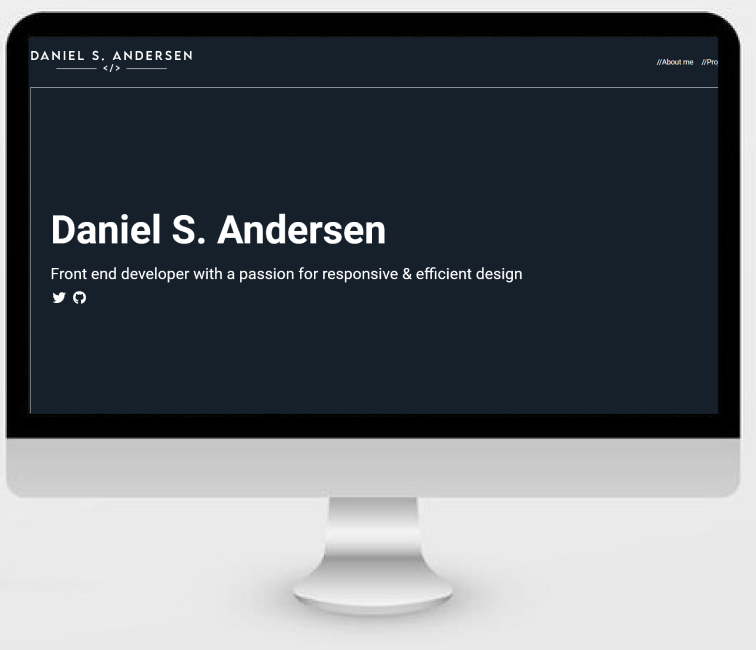 DANIEL S. ANDERSEN
</>
//About me //Pro
Daniel S. Andersen
Front end developer with a passion for responsive & efficient design